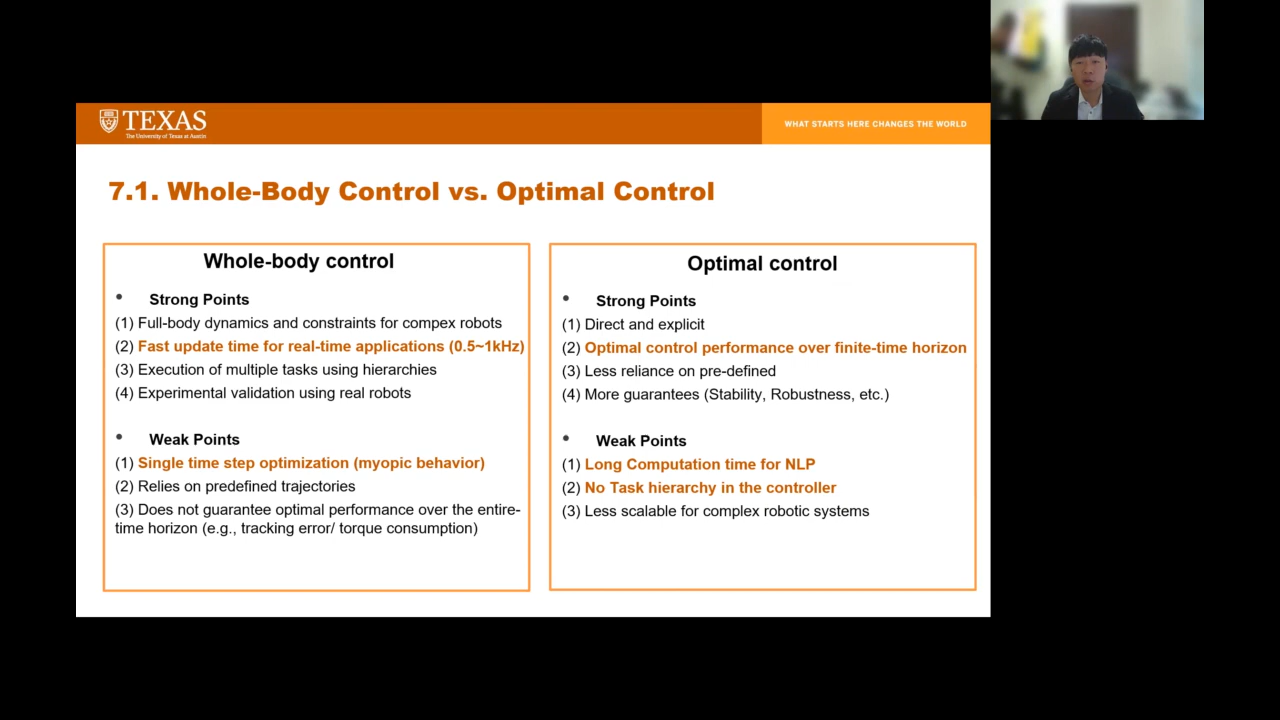 TEXAS
The University of Texas at Austin
WHAT STARTS HERE CHANGES THE WORLD
7.1. Whole-Body Control vs. Optimal Control
Whole-body control
• Strong Points
(1) Full-body dynamics and constraints for compex robots
(2) Fast update time for real-time applications (0.5~1kHz)
(3) Execution of multiple tasks using hierarchies
(4) Experimental validation using real robots
• Weak Points
(1) Single time step optimization (myopic behavior)
(2) Relies on predefined trajectories
(3) Does not guarantee optimal performance over the entire-
time horizon (e.g., tracking error/ torque consumption)
Optimal control
• Strong Points
(1) Direct and explicit
(2) Optimal control performance over finite-time horizon
(3) Less reliance on pre-defined
(4) More guarantees (Stability, Robustness, etc.)
• Weak Points
(1) Long Computation time for NLP
(2) No Task hierarchy in the controller
(3) Less scalable for complex robotic systems